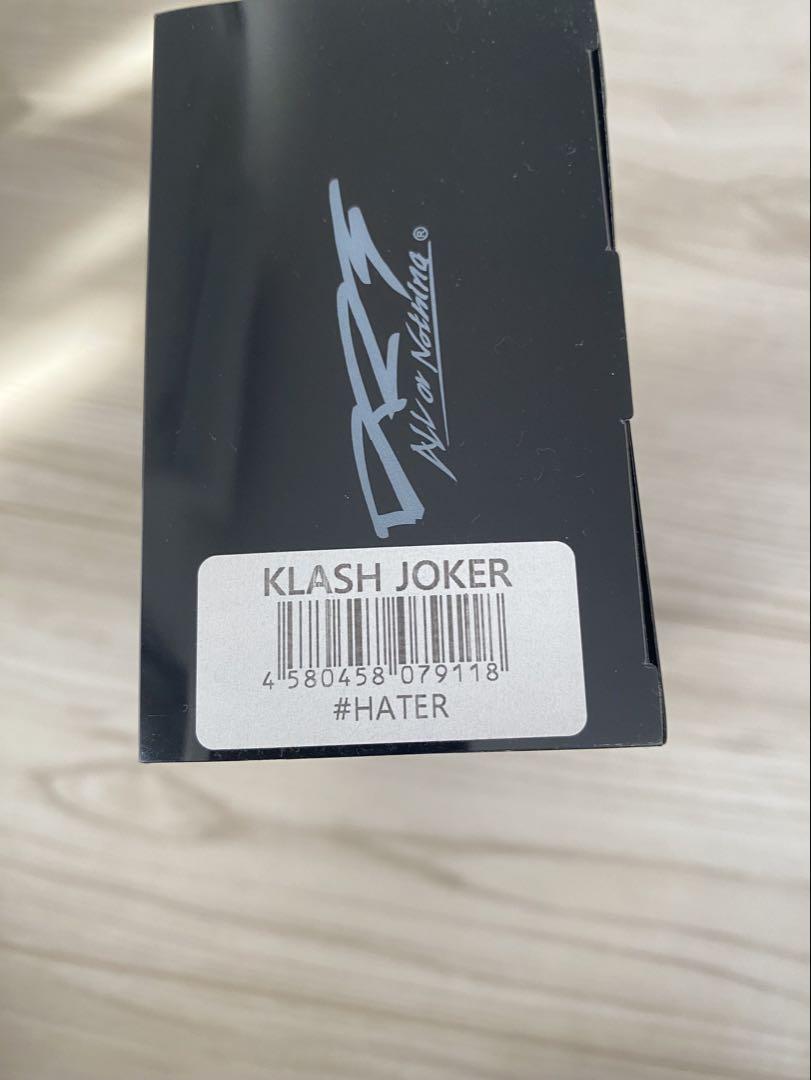 All or Nothing ®
KLASH JOKER
4 580458 079118
#HATER